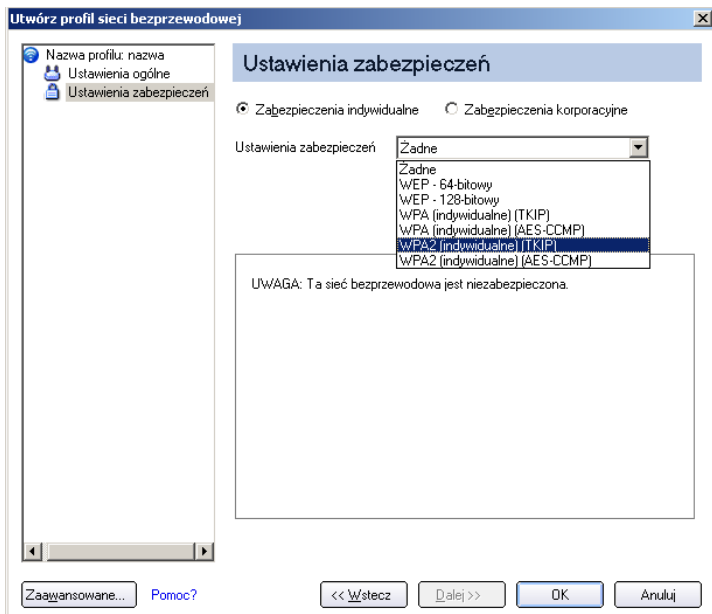 Utwórz profil sieci bezprzewodowej
Nazwa profilu: nazwa
Ustawienia ogólne
Ustawienia zabezpieczeń
Ustawienia zabezpieczeń
Zabezpieczenia indywidualne Zabezpieczenia korporacyjne
Ustawienia zabezpieczeń Żadne
Żadne
WEP - 64-bitowy
WEP - 128-bitowy
WPA (indywidualne) (TKIP)
WPA (indywidualne) (AES-CCMP)
WPA2 (indywidualne) (TKIP)
WPA2 (indywidualne) (AES-CCMP)
UWAGA: Ta sieć bezprzewodowa jest niezabezpieczona.
Zaawansowane... Pomoc? << Wstecz Dalej >> OK Anuluj